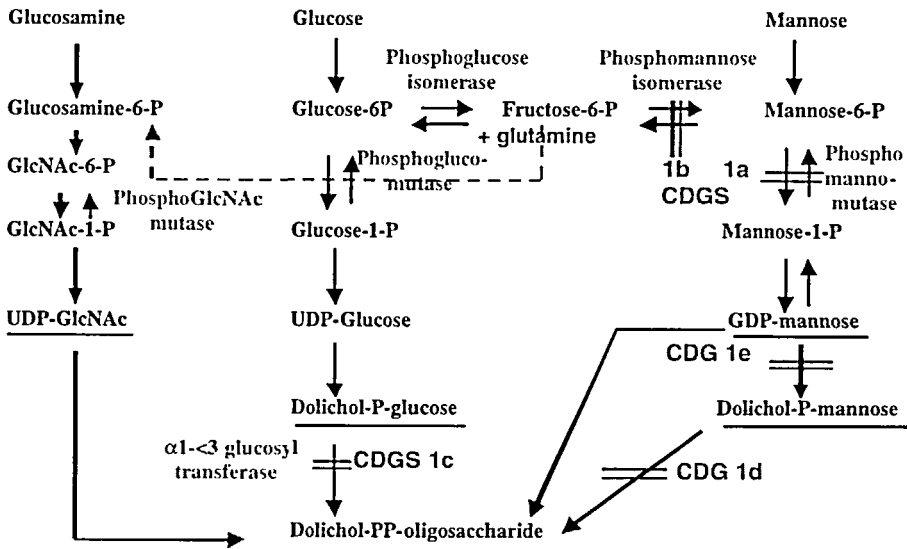 Glucosamine
Glucose
Mannose
Phosphoglucose
isomerase
Phosphomannose
isomerase
Glucosamine-6-P
Glucose-6P
Fructose-6-P
+ glutamine
Mannose-6-P
GlcNAc-6-P
Phosphogluco-
mutase
1b
1a
CDGS
Phospho
manno-
mutase
PhosphoGlcNAc
mutase
GlcNAc-1-P
Glucose-1-P
Mannose-1-P
UDP-GlcNAc
UDP-Glucose
GDP-mannose
CDG 1e
Dolichol-P-glucose
Dolichol-P-mannose
α1-<3 glucosyl
transferase
CDGS 1c
CDG 1d
Dolichol-PP-oligosaccharide